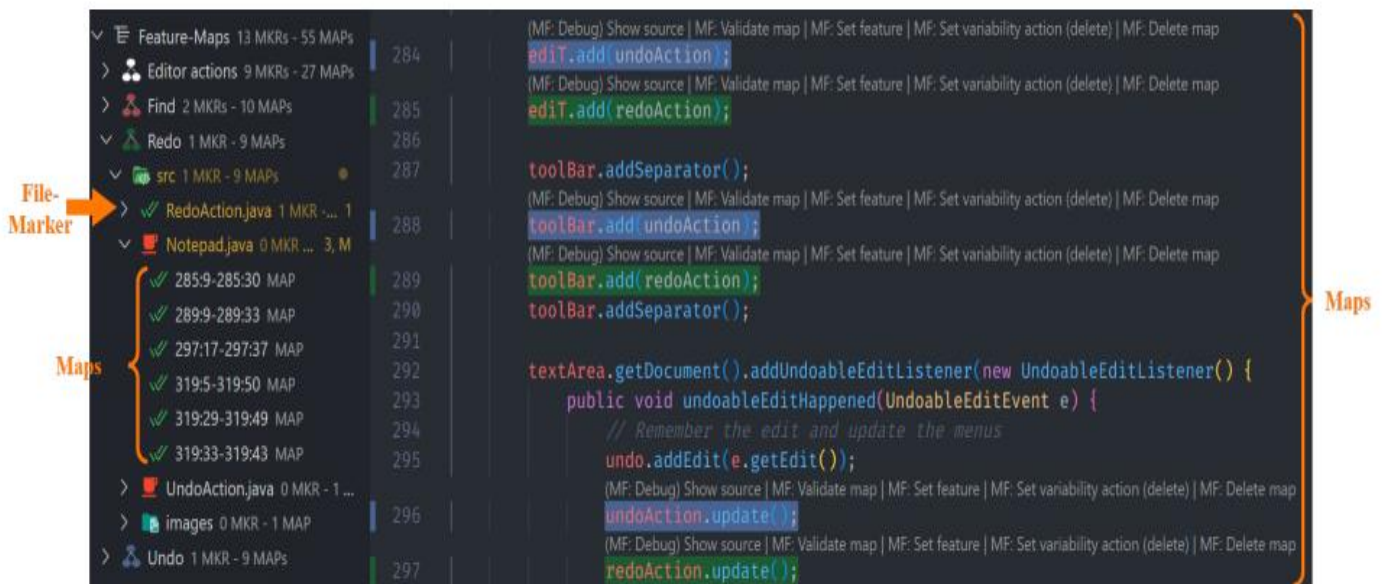 Feature-Maps 13 MKRs - 55 MAPs
Editor actions 9 MKRs - 27 MAPs
Find 2 MKRs - 10 MAPs
Redo 1 MKR - 9 MAPs
src 1 MKR - 9 MAPs
File-
Marker
RedoAction.java 1 MKR -... 1
Notepad.java 0 MKR ... 3, M
Maps
285:9-285:30 MAP
289:9-289:33 MAP
297:17-297:37 MAP
319:5-319:50 MAP
319:29-319:49 MAP
319:33-319:43 MAP
UndoAction.java 0 MKR - 1 ...
images 0 MKR - 1 MAP
Undo 1 MKR - 9 MAPs
(MF: Debug) Show source | MF: Validate map | MF: Set feature | MF: Set variability action (delete) | MF: Delete map
284 ediT.add(undoAction);
(MF: Debug) Show source | MF: Validate map | MF: Set feature | MF: Set variability action (delete) | MF: Delete map
285 ediT.add(redoAction);
286
287 toolBar.addSeparator();
(MF: Debug) Show source | MF: Validate map | MF: Set feature | MF: Set variability action (delete) | MF: Delete map
288 toolBar.add(undoAction);
(MF: Debug) Show source | MF: Validate map | MF: Set feature | MF: Set variability action (delete) | MF: Delete map
289 toolBar.add(redoAction);
290 toolBar.addSeparator();
291
292 textArea.getDocument().addUndoableEditListener(new UndoableEditListener() {
293 public void undoableEditHappened(UndoableEditEvent e) {
294 // Remember the edit and update the menus
295 undo.addEdit(e.getEdit());
(MF: Debug) Show source | MF: Validate map | MF: Set feature | MF: Set variability action (delete) | MF: Delete map
296 undoAction.update();
(MF: Debug) Show source | MF: Validate map | MF: Set feature | MF: Set variability action (delete) | MF: Delete map
297 redoAction.update();
Maps